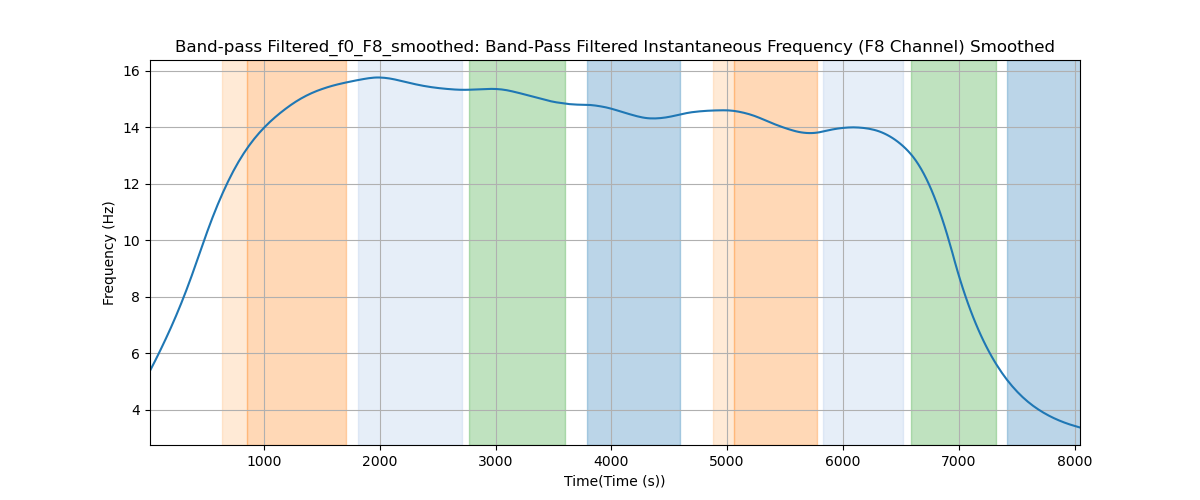 Band-pass Filtered_f0_F8_smoothed: Band-Pass Filtered Instantaneous Frequency (F8 Channel) Smoothed
16
14
12
10
8
6
4
Frequency (Hz)
1000 2000 3000 4000 5000 6000 7000 8000
Time(Time (s))